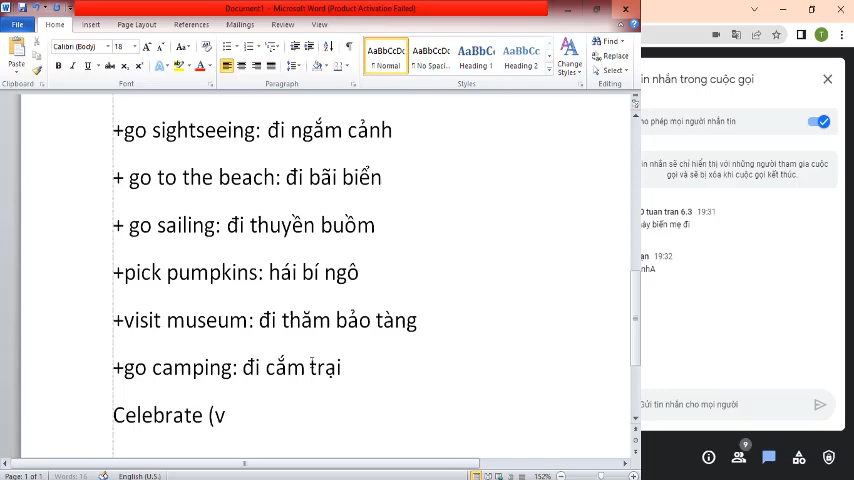 Document1 - Microsoft Word (Product Activation Failed)
File Home Insert Page Layout References Mailings Review View
Paste
Calibri (Body) 18
AaBbCcDc AaBbCcDc AaBbC AaBbCc
¶ Normal ¶ No Spaci... Heading 1 Heading 2
Change Styles
Find
Replace
Select
Clipboard Font Paragraph Styles Editing
+go sightseeing: đi ngắm cảnh
+ go to the beach: đi bãi biển
+ go sailing: đi thuyền buồm
+pick pumpkins: hái bí ngô
+visit museum: đi thăm bảo tàng
+go camping: đi cắm trại
Celebrate (v
Page: 1 of 1 Words: 16 English (U.S.) 152%
T
tin nhắn trong cuộc gọi
ho phép mọi người nhắn tin
tin nhắn sẽ chỉ hiển thị với những người tham gia cuộc
gọi và sẽ bị xóa khi cuộc gọi kết thúc.
tuan tran 6.3 19:31
ày biến mẹ đi
ạn 19:32
nhA
Gửi tin nhắn cho mọi người
9